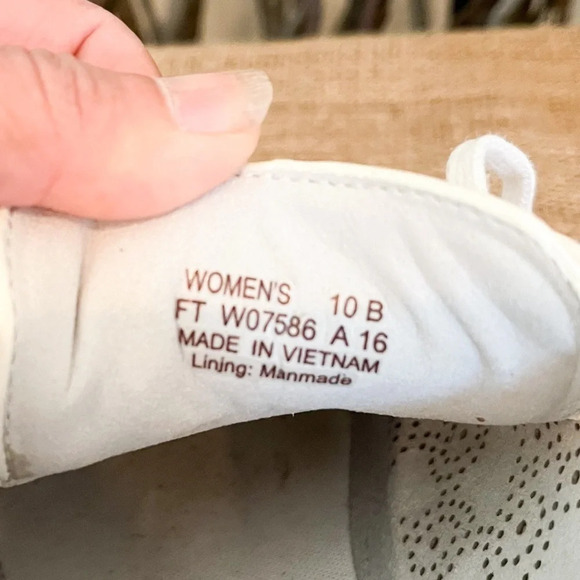 WOMEN'S 10 B
FT W07586 A 16
MADE IN VIETNAM
Lining: Manmade